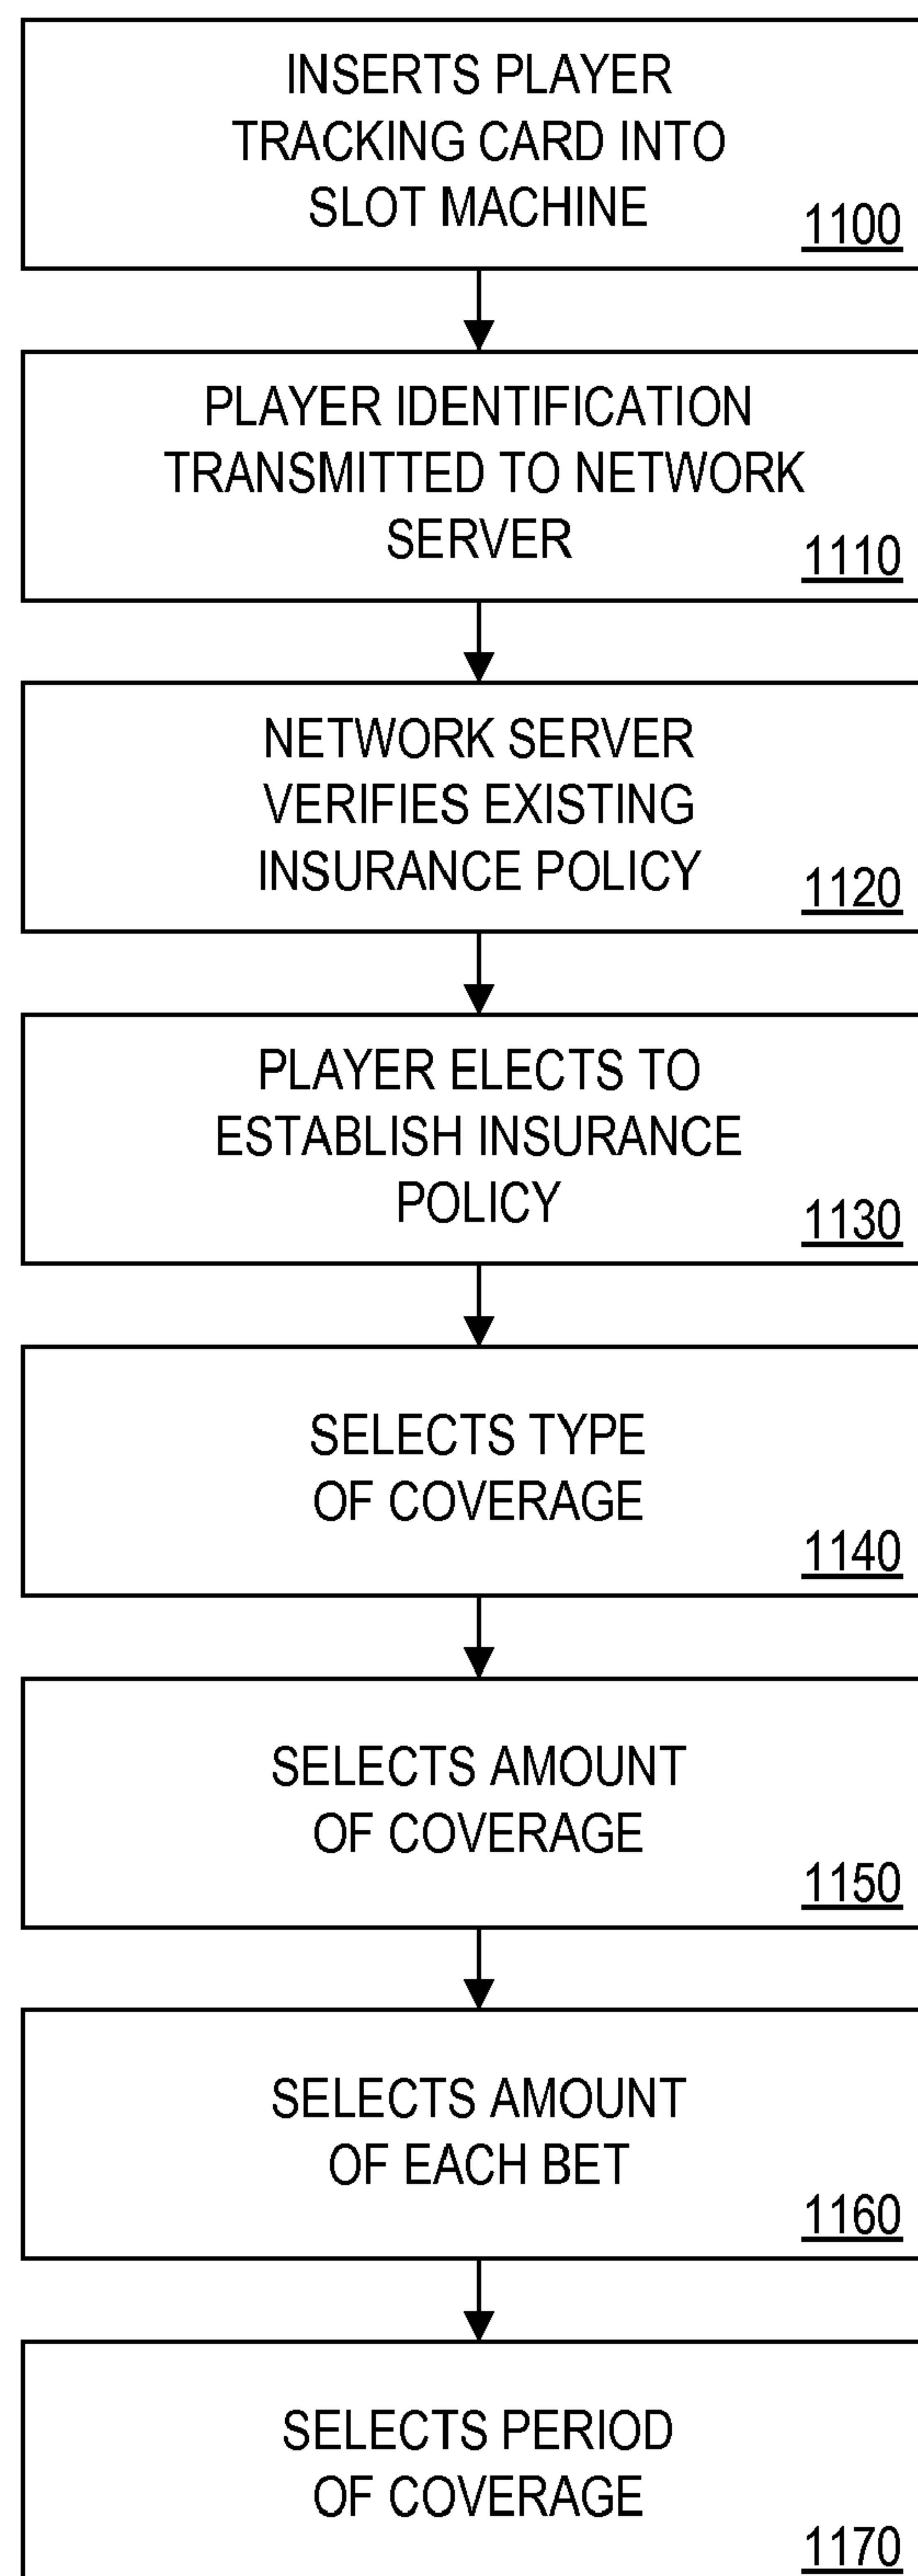 INSERTS PLAYER
TRACKING CARD INTO
SLOT MACHINE
1100
PLAYER IDENTIFICATION
TRANSMITTED TO NETWORK
SERVER
1110
NETWORK SERVER
VERIFIES EXISTING
INSURANCE POLICY
1120
PLAYER ELECTS TO
ESTABLISH INSURANCE
POLICY
1130
SELECTS TYPE
OF COVERAGE
1140
SELECTS AMOUNT
OF COVERAGE
1150
SELECTS AMOUNT
OF EACH BET
1160
SELECTS PERIOD
OF COVERAGE
1170